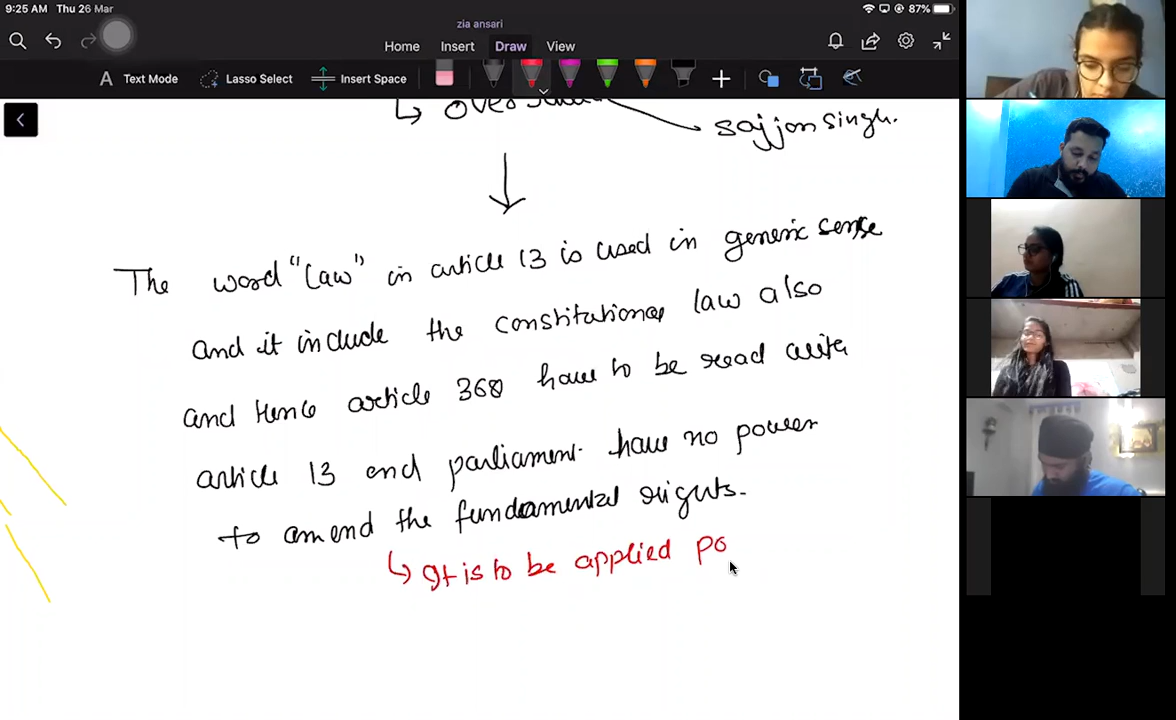 9:25 AM Thu 26 Mar
87%
zia ansari
Home Insert Draw View
Text Mode Lasso Select Insert Space
Sajjan Singh.
The word "Law" in article 13 is used in generic sense
and it include the constitutional law also
and Hence article 368 have to be read with
article 13 and parliament have no power
to amend the fundamental rights.
It is to be applied po